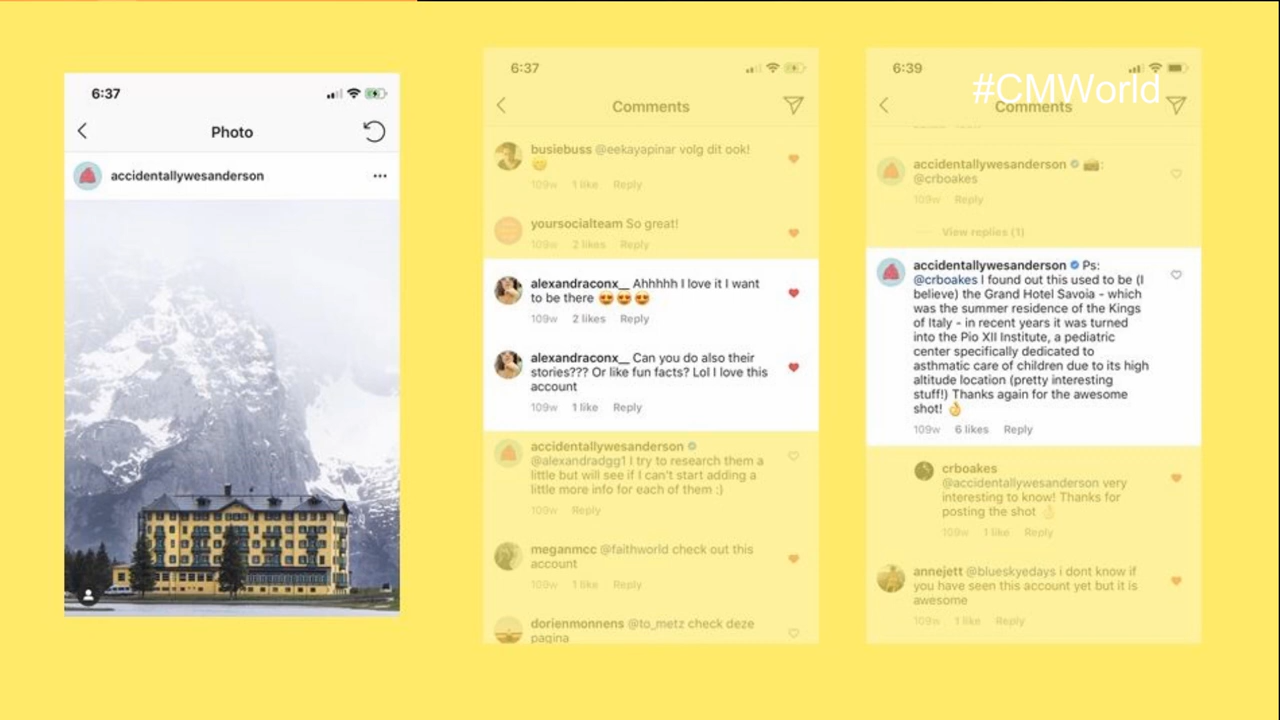 6:37
Photo
accidentallywesanderson
6:37
Comments
busiebuss @eekayapinar volg dit ook!
109w 1 like Reply
yoursocialteam So great!
109w 2 likes Reply
alexandraconx__ Ahhhhh I love it I want
to be there 😍😍😍
109w 2 likes Reply
alexandraconx__ Can you do also their
stories??? Or like fun facts? Lol I love this
account
109w 1 like Reply
accidentallywesanderson
@alexandradgg1 I try to research them a
little but will see if I can't start adding a
little more info for each of them :)
109w Reply
meganmcc @faithworld check out this
account
109w 1 like Reply
dorienmonnens @to_metz check deze
pagina
6:39
#CMWorld
Comments
accidentallywesanderson 📸:
@crboakes
109w Reply
View replies (1)
accidentallywesanderson Ps:
@crboakes I found out this used to be (I
believe) the Grand Hotel Savoia - which
was the summer residence of the Kings
of Italy - in recent years it was turned
into the Pio XII Institute, a pediatric
center specifically dedicated to
asthmatic care of children due to its high
altitude location (pretty interesting
stuff!) Thanks again for the awesome
shot! 👌
109w 6 likes Reply
crboakes
@accidentallywesanderson very
interesting to know! Thanks for
posting the shot 👌
109w 1 like Reply
annejett @blueskyedays i dont know if
you have seen this account yet but it is
awesome
109w 1 like Reply